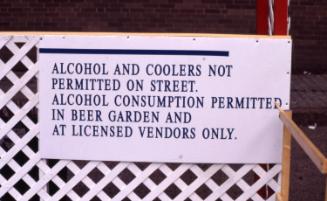 ALCOHOL AND COOLERS NOT
PERMITTED ON STREET.
ALCOHOL CONSUMPTION PERMITTED
IN BEER GARDEN AND
AT LICENSED VENDORS ONLY.